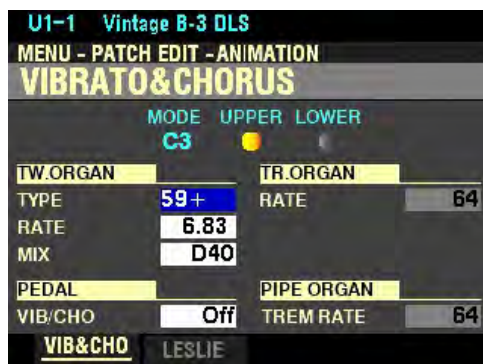 U1-1 Vintage B-3 DLS
MENU - PATCH EDIT -ANIMATION
VIBRATO&CHORUS
MODE UPPER LOWER
C3
TW.ORGAN TR.ORGAN
TYPE 59+ RATE 64
RATE 6.83
MIX D40
PEDAL PIPE ORGAN
VIB/CHO Off TREM RATE 64
VIB&CHO LESLIE